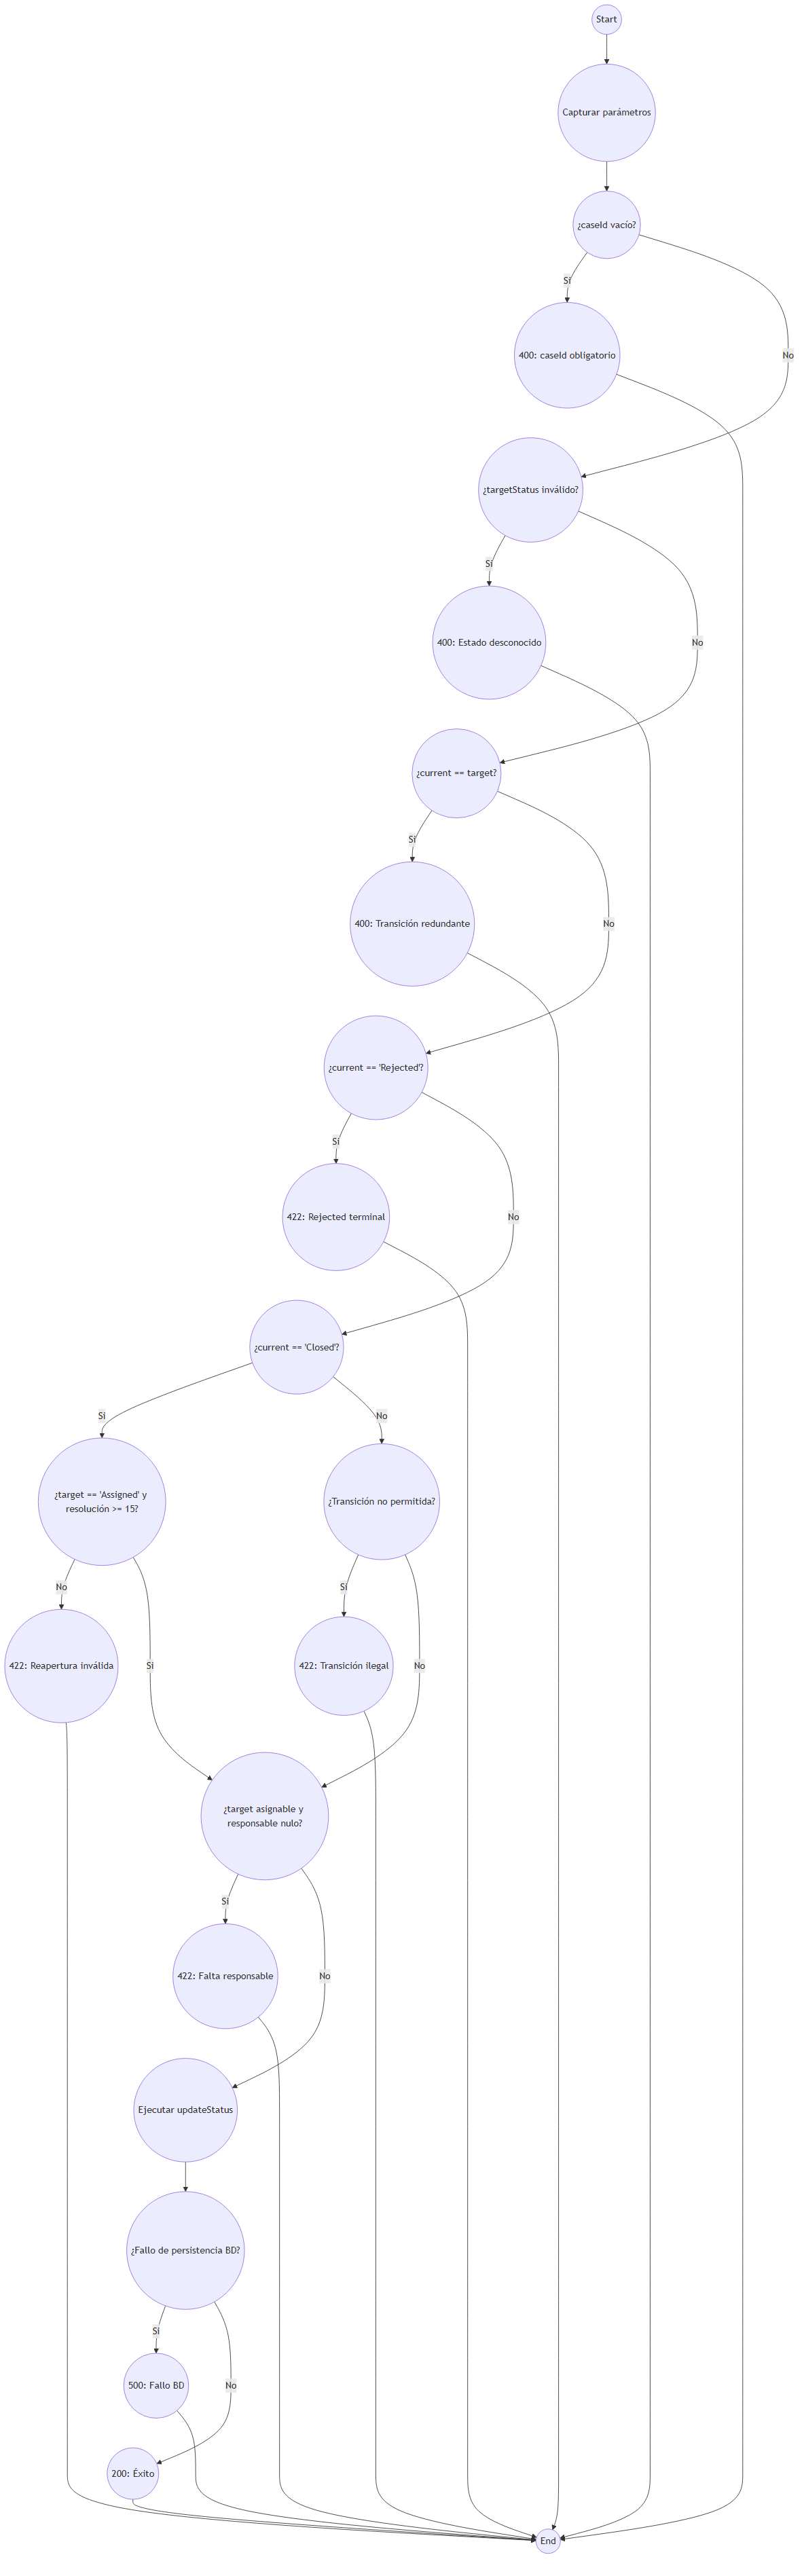 Start
Capturar parámetros
¿caseId vacío?
Sí
400: caseId obligatorio
No
¿targetStatus inválido?
Sí
400: Estado desconocido
No
¿current == target?
Sí
400: Transición redundante
No
¿current == 'Rejected'?
Sí
422: Rejected terminal
No
¿current == 'Closed'?
Sí
No
¿target == 'Assigned' y
resolución >= 15?
¿Transición no permitida?
No
Sí
422: Reapertura inválida
Sí
422: Transición ilegal
No
¿target asignable y
responsable nulo?
Sí
422: Falta responsable
No
Ejecutar updateStatus
¿Fallo de persistencia BD?
Sí
500: Fallo BD
No
200: Éxito
End